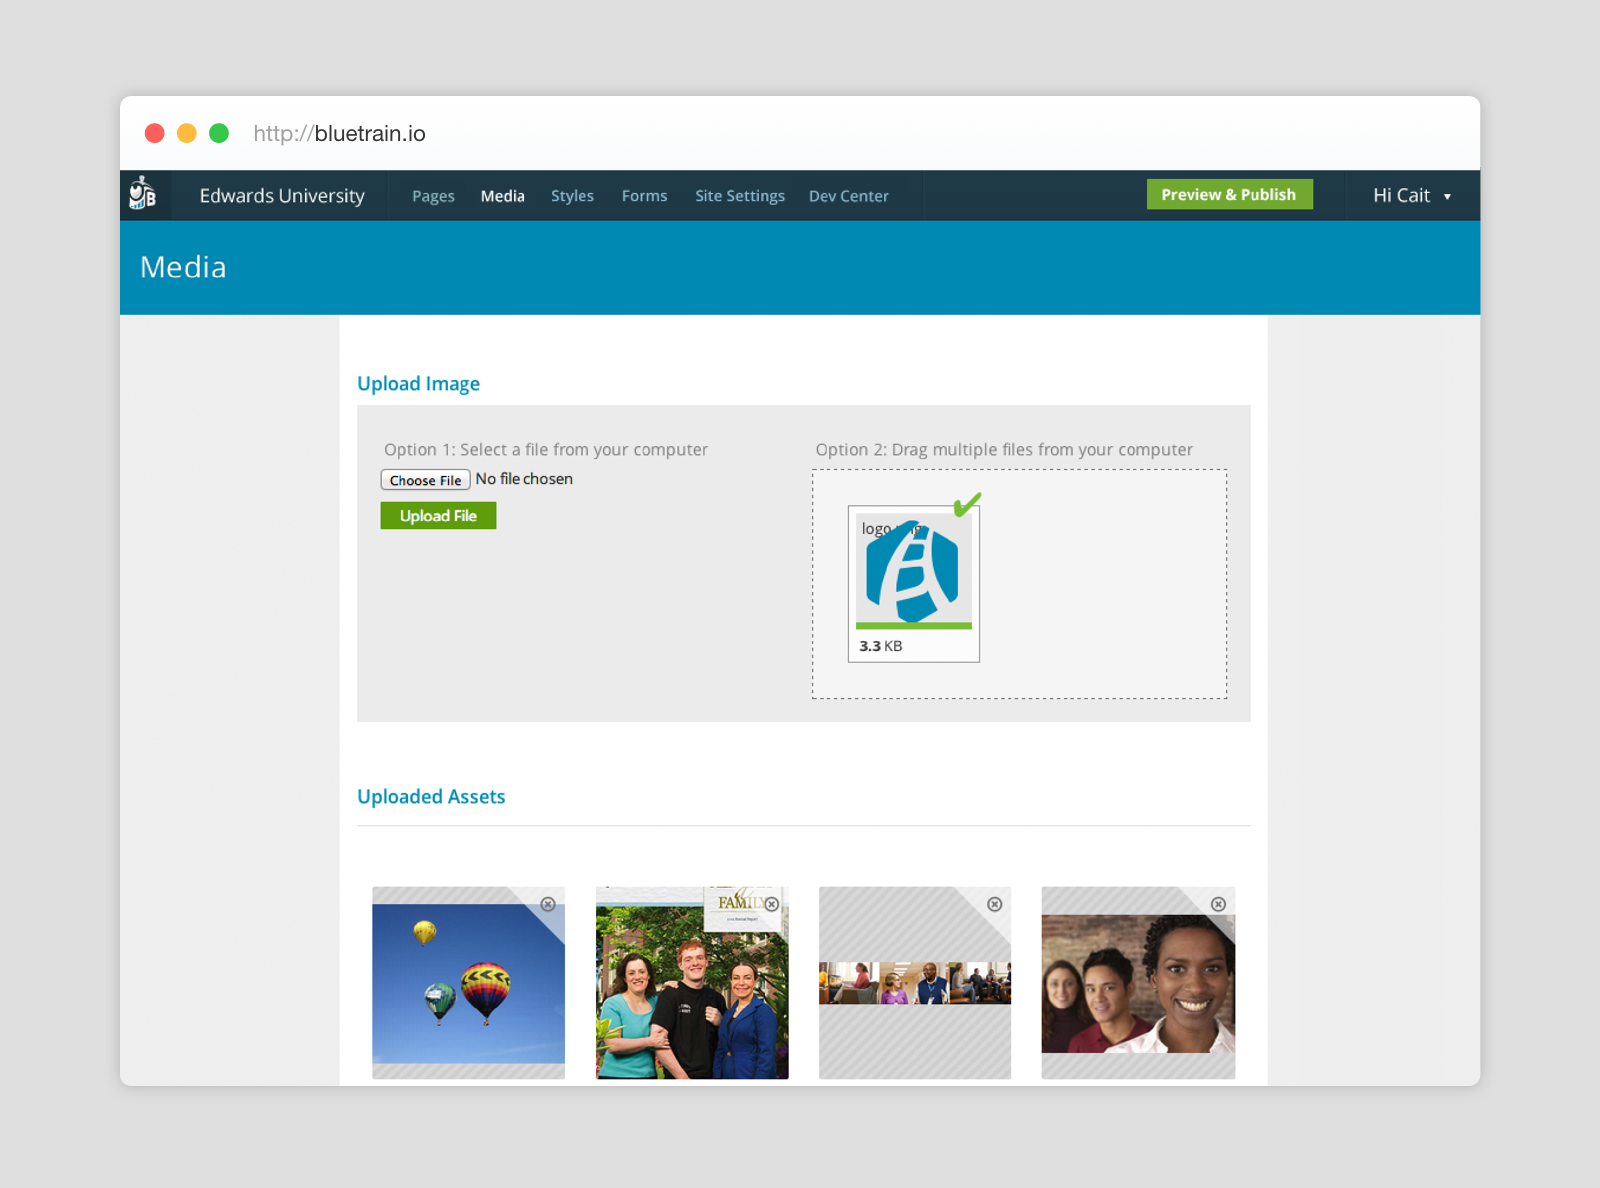 http://bluetrain.io
Edwards University
Pages
Media
Styles
Forms
Site Settings
Dev Center
Preview & Publish
Hi Cait
Media
Upload Image
Option 1: Select a file from your computer
Choose File No file chosen
Upload File
Option 2: Drag multiple files from your computer
3.3 KB
Uploaded Assets
FAMILY